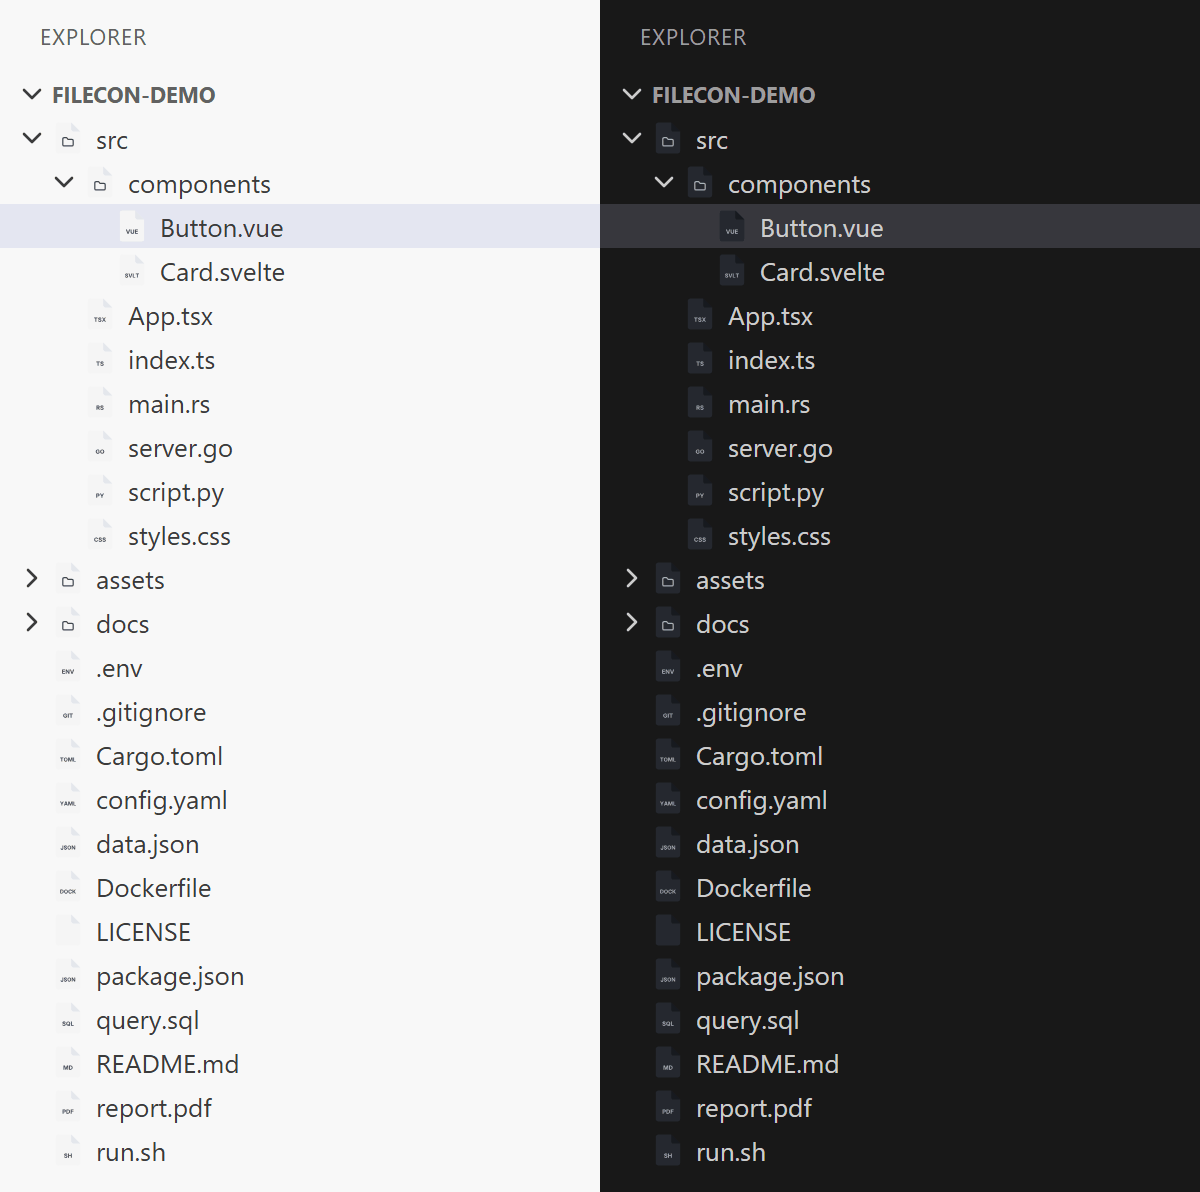 EXPLORER
FILECON-DEMO
src
components
VUE Button.vue
SVLT Card.svelte
TSX App.tsx
TS index.ts
RS main.rs
GO server.go
PY script.py
CSS styles.css
assets
docs
ENV .env
GIT .gitignore
TOML Cargo.toml
YAML config.yaml
JSON data.json
DOCK Dockerfile
LICENSE
JSON package.json
SQL query.sql
MD README.md
PDF report.pdf
SH run.sh
EXPLORER
FILECON-DEMO
src
components
VUE Button.vue
SVLT Card.svelte
TSX App.tsx
TS index.ts
RS main.rs
GO server.go
PY script.py
CSS styles.css
assets
docs
ENV .env
GIT .gitignore
TOML Cargo.toml
YAML config.yaml
JSON data.json
DOCK Dockerfile
LICENSE
JSON package.json
SQL query.sql
MD README.md
PDF report.pdf
SH run.sh